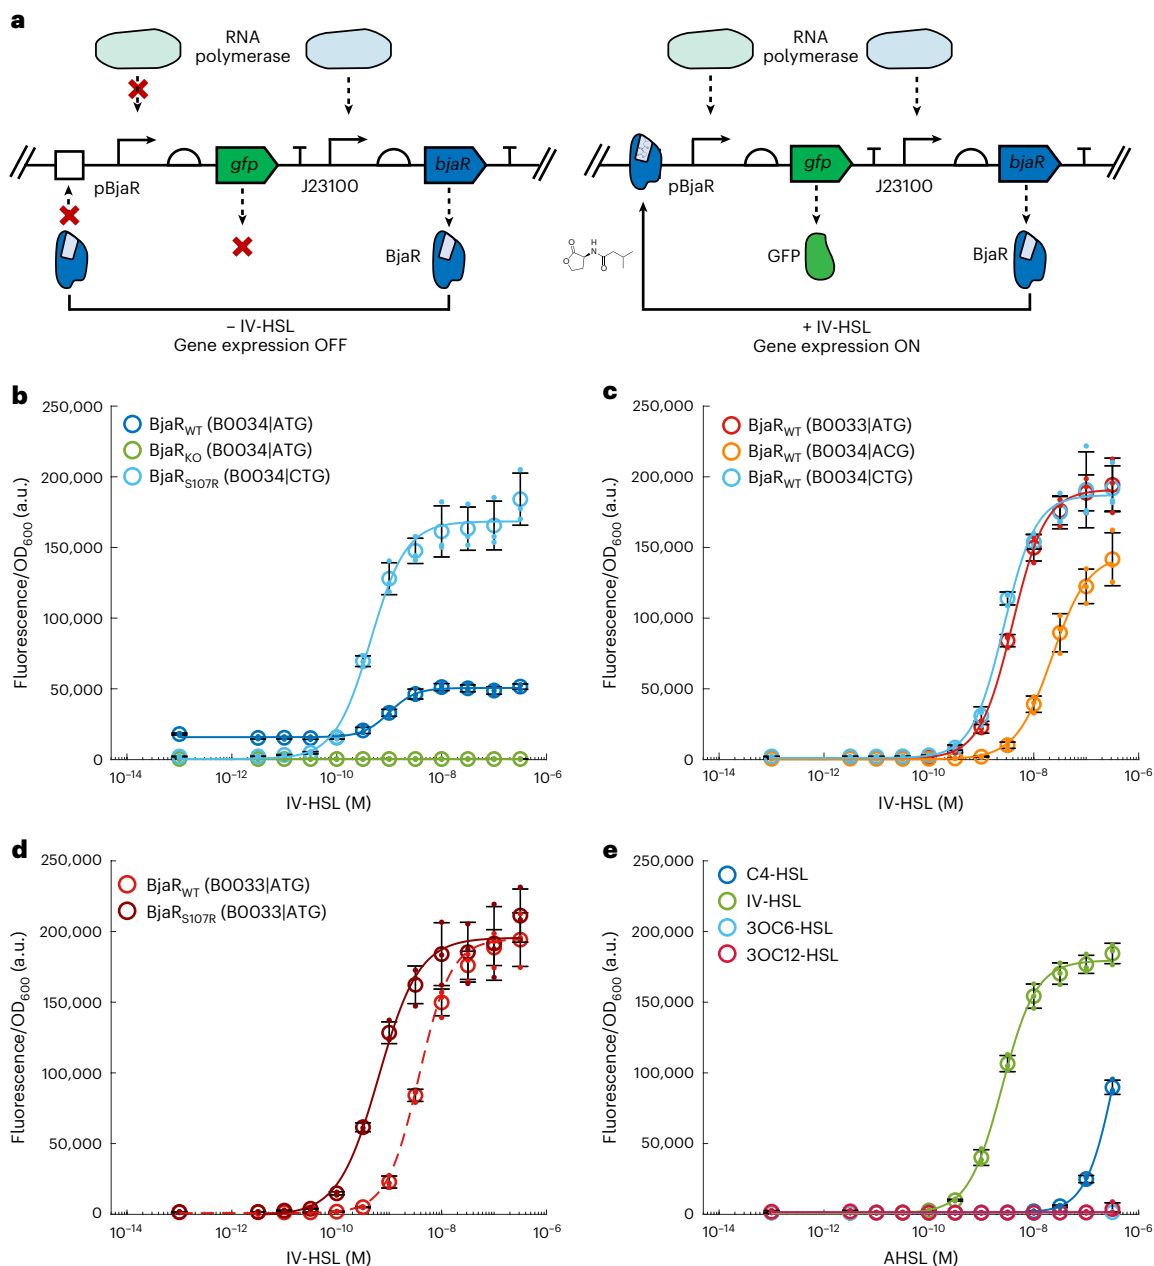 a
RNA
polymerase
RNA
polymerase
gfp
bjaR
gfp
bjaR
pBjaR
J23100
pBjaR
J23100
BjaR
GFP
BjaR
O
O
H
N
O
– IV-HSL
Gene expression OFF
+ IV-HSL
Gene expression ON
b
250,000
200,000
150,000
100,000
50,000
0
Fluorescence/OD600 (a.u.)
BjaRWT (B0034|ATG)
BjaRKO (B0034|ATG)
BjaRS107R (B0034|CTG)
10−14
10−12
10−10
10−8
10−6
IV-HSL (M)
c
250,000
200,000
150,000
100,000
50,000
0
Fluorescence/OD600 (a.u.)
BjaRWT (B0033|ATG)
BjaRWT (B0034|ACG)
BjaRWT (B0034|CTG)
10−14
10−12
10−10
10−8
10−6
IV-HSL (M)
d
250,000
200,000
150,000
100,000
50,000
0
Fluorescence/OD600 (a.u.)
BjaRWT (B0033|ATG)
BjaRS107R (B0033|ATG)
10−14
10−12
10−10
10−8
10−6
IV-HSL (M)
e
250,000
200,000
150,000
100,000
50,000
0
Fluorescence/OD600 (a.u.)
C4-HSL
IV-HSL
3OC6-HSL
3OC12-HSL
10−14
10−12
10−10
10−8
10−6
AHSL (M)